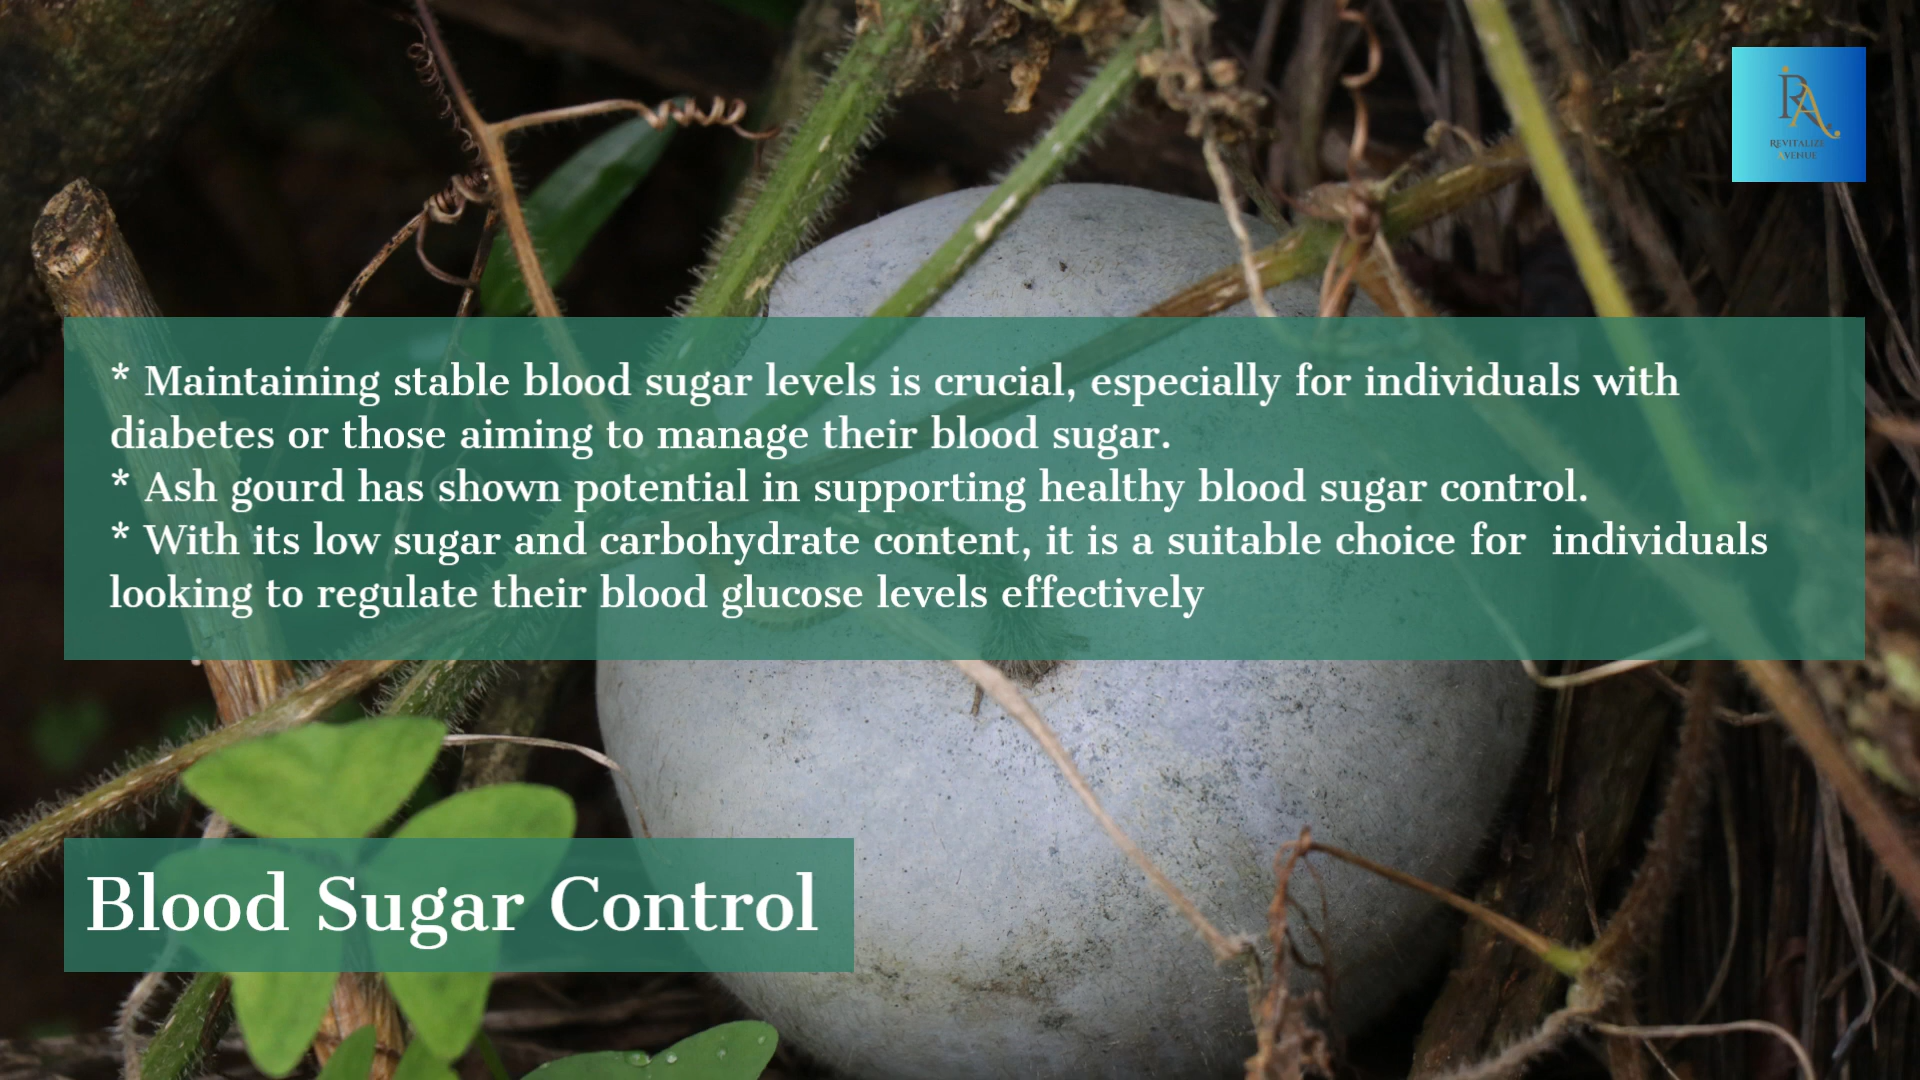 RA
REVITALIZE
AVENUE
* Maintaining stable blood sugar levels is crucial, especially for individuals with
diabetes or those aiming to manage their blood sugar.
* Ash gourd has shown potential in supporting healthy blood sugar control.
* With its low sugar and carbohydrate content, it is a suitable choice for  individuals
looking to regulate their blood glucose levels effectively
Blood Sugar Control